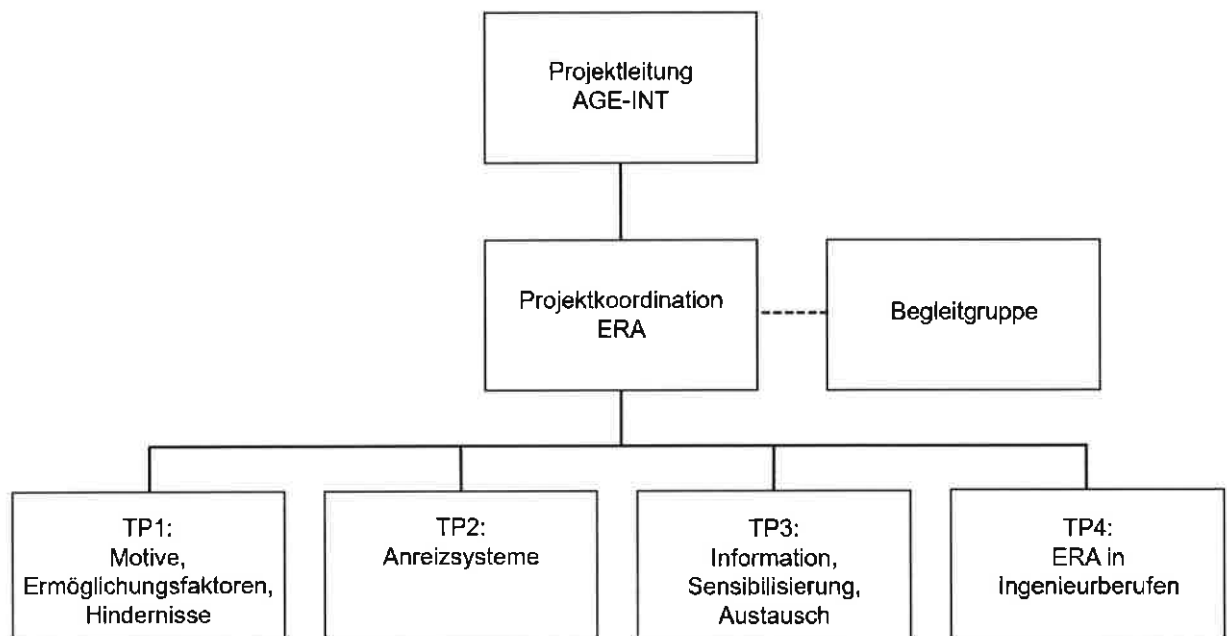 Projektleitung
AGE-INT
Projektkoordination
ERA
Begleitgruppe
TP1:
Motive,
Ermöglichungsfaktoren,
Hindernisse
TP2:
Anreizsysteme
TP3:
Information,
Sensibilisierung,
Austausch
TP4:
ERA in
Ingenieurberufen